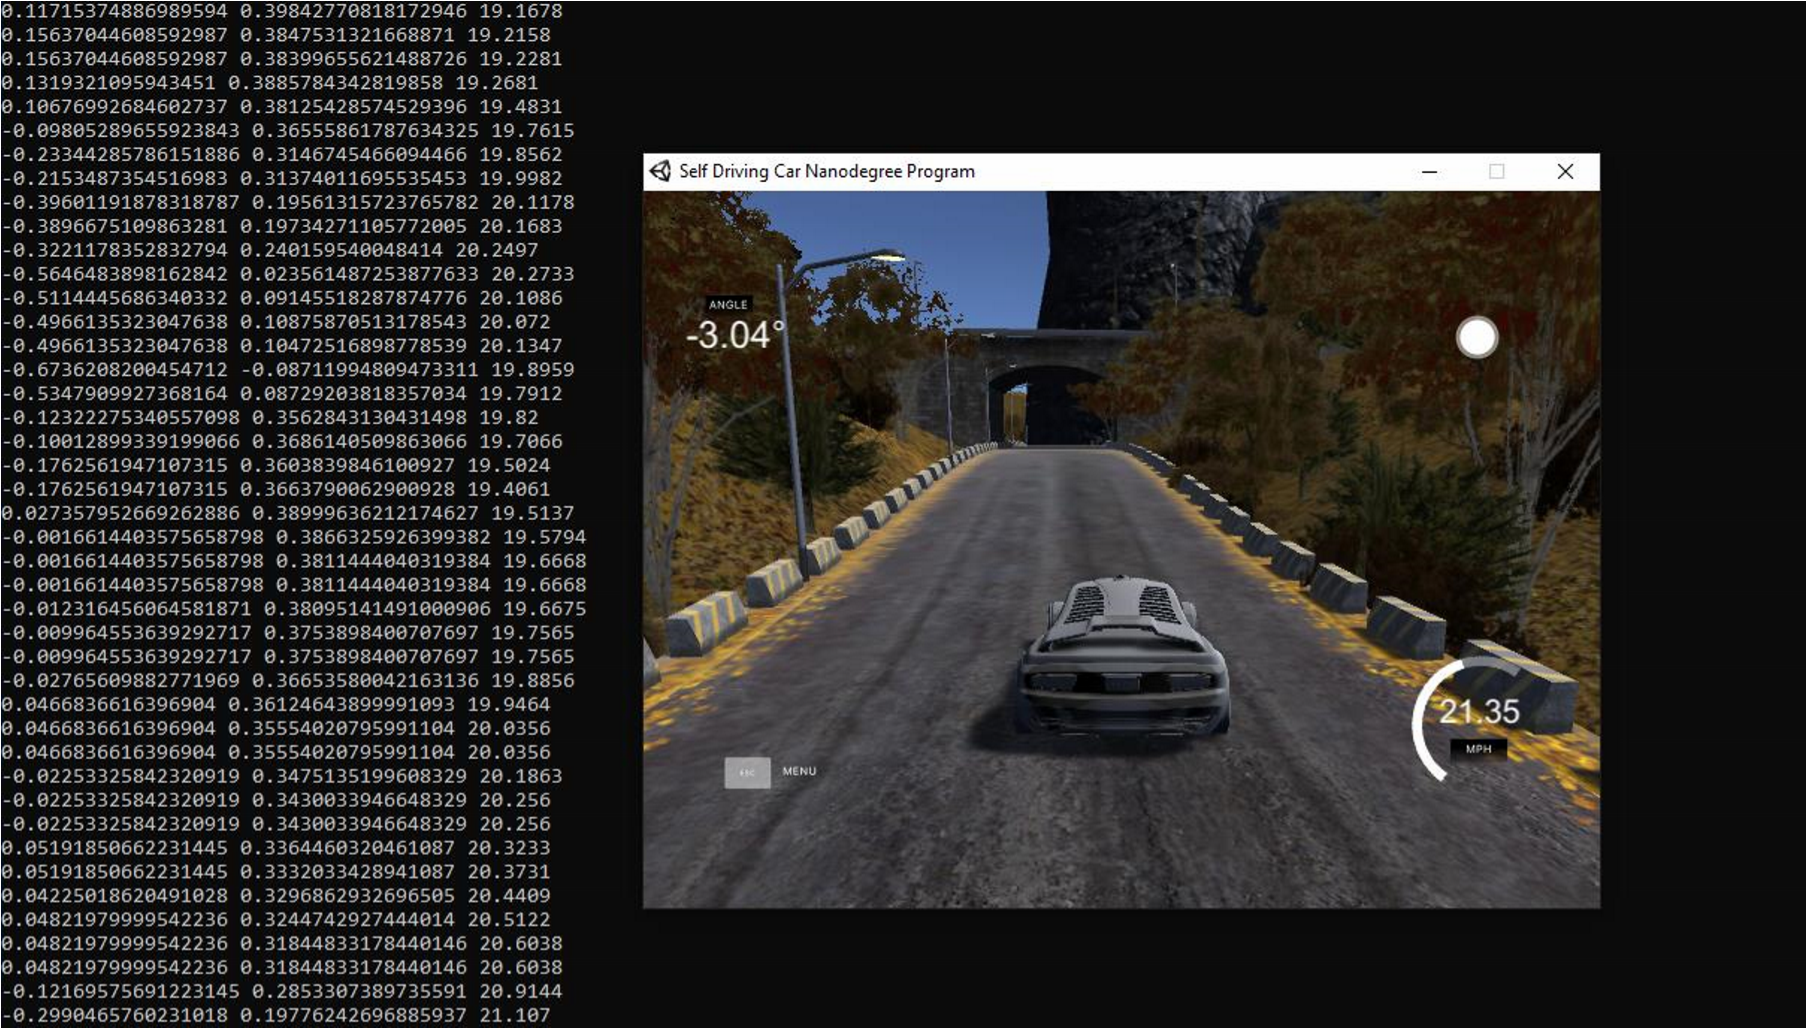 0.11715374886989594 0.39842770818172946 19.1678
0.15637044608592987 0.3847531321668871 19.2158
0.15637044608592987 0.38399655621488726 19.2281
0.1319321095943451 0.3885784342819858 19.2681
0.10676992684602737 0.381254285745293​96 19.4831
-0.09805289655923843 0.36555861787634325 19.7615
-0.23344285786151886 0.3146745466094466 19.8562
-0.2153487354516983 0.31374011695535453 19.9982
-0.39601191878318787 0.19561315723765782 20.1178
-0.3896675109863281 0.19734271105772005 20.1683
-0.3221178352832794 0.240159540048414 20.2497
-0.5646483898162842 0.023561487253877633 20.2733
-0.5114445686340332 0.09145518287874776 20.1086
-0.4966135323047638 0.10875870513178543 20.072
-0.4966135323047638 0.10472516898778539 20.1347
-0.6736208200454712 -0.08711994809473311 19.8959
-0.5347909927368164 0.08729203818357034 19.7912
-0.12322275340557098 0.3562843130431498 19.82
-0.10012899339199066 0.36861405098630​66 19.7066
-0.1762561947107315 0.3603839846100927 19.5024
-0.1762561947107315 0.3663790062900928 19.4061
0.027357952669262886 0.389996362121746​27 19.5137
-0.0016614403575658798 0.3866325926399382 19.5794
-0.0016614403575658798 0.3811444040319384 19.6668
-0.0016614403575658798 0.3811444040319384 19.6668
-0.012316456064581871 0.38095141491000906 19.6675
-0.009964553639292717 0.3753898400707697 19.7565
-0.009964553639292717 0.3753898400707697 19.7565
-0.02765609882771969 0.36653580042163136 19.8856
0.0466836616396904 0.36124643899991093 19.9464
0.0466836616396904 0.35554020795991104 20.0356
0.0466836616396904 0.35554020795991104 20.0356
-0.02253325842320919 0.34751351996083​29 20.1863
-0.02253325842320919 0.3430033946648329 20.256
-0.02253325842320919 0.3430033946648329 20.256
0.05191850662231445 0.3364460320461087 20.3233
0.05191850662231445 0.3332033428941087 20.3731
0.04225018620491028 0.3296862932696505 20.4409
0.04821979999542236 0.3244742927444014 20.5122
0.04821979999542236 0.31844833178440146 20.6038
0.04821979999542236 0.31844833178440146 20.6038
-0.12169575691223145 0.2853307389735591 20.9144
-0.2990465760231018 0.19776242696885937 21.107
Self Driving Car Nanodegree Program
ANGLE
-3.04°
21.35
MPH
ESC MENU